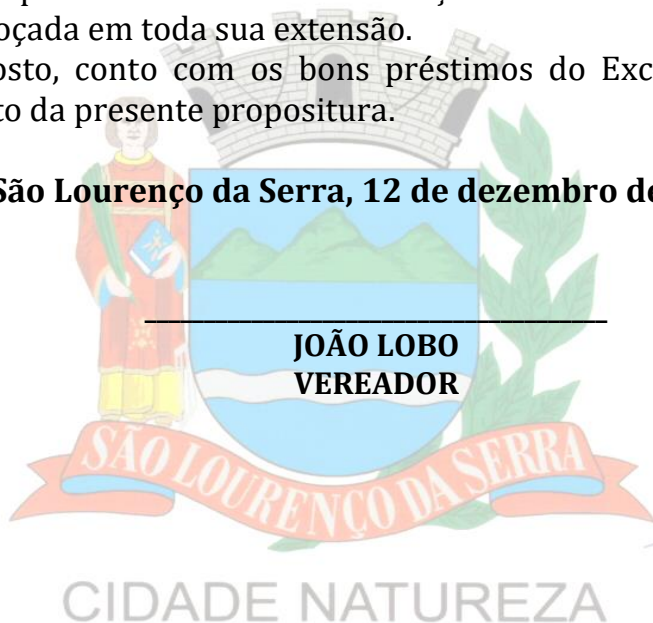 oçada em toda sua extensão.
osto, conto com os bons préstimos do Exc
to da presente propositura.
São Lourenço da Serra, 12 de dezembro de
JOÃO LOBO
VEREADOR
SÃO LOURENÇO DA SERRA
CIDADE NATUREZA